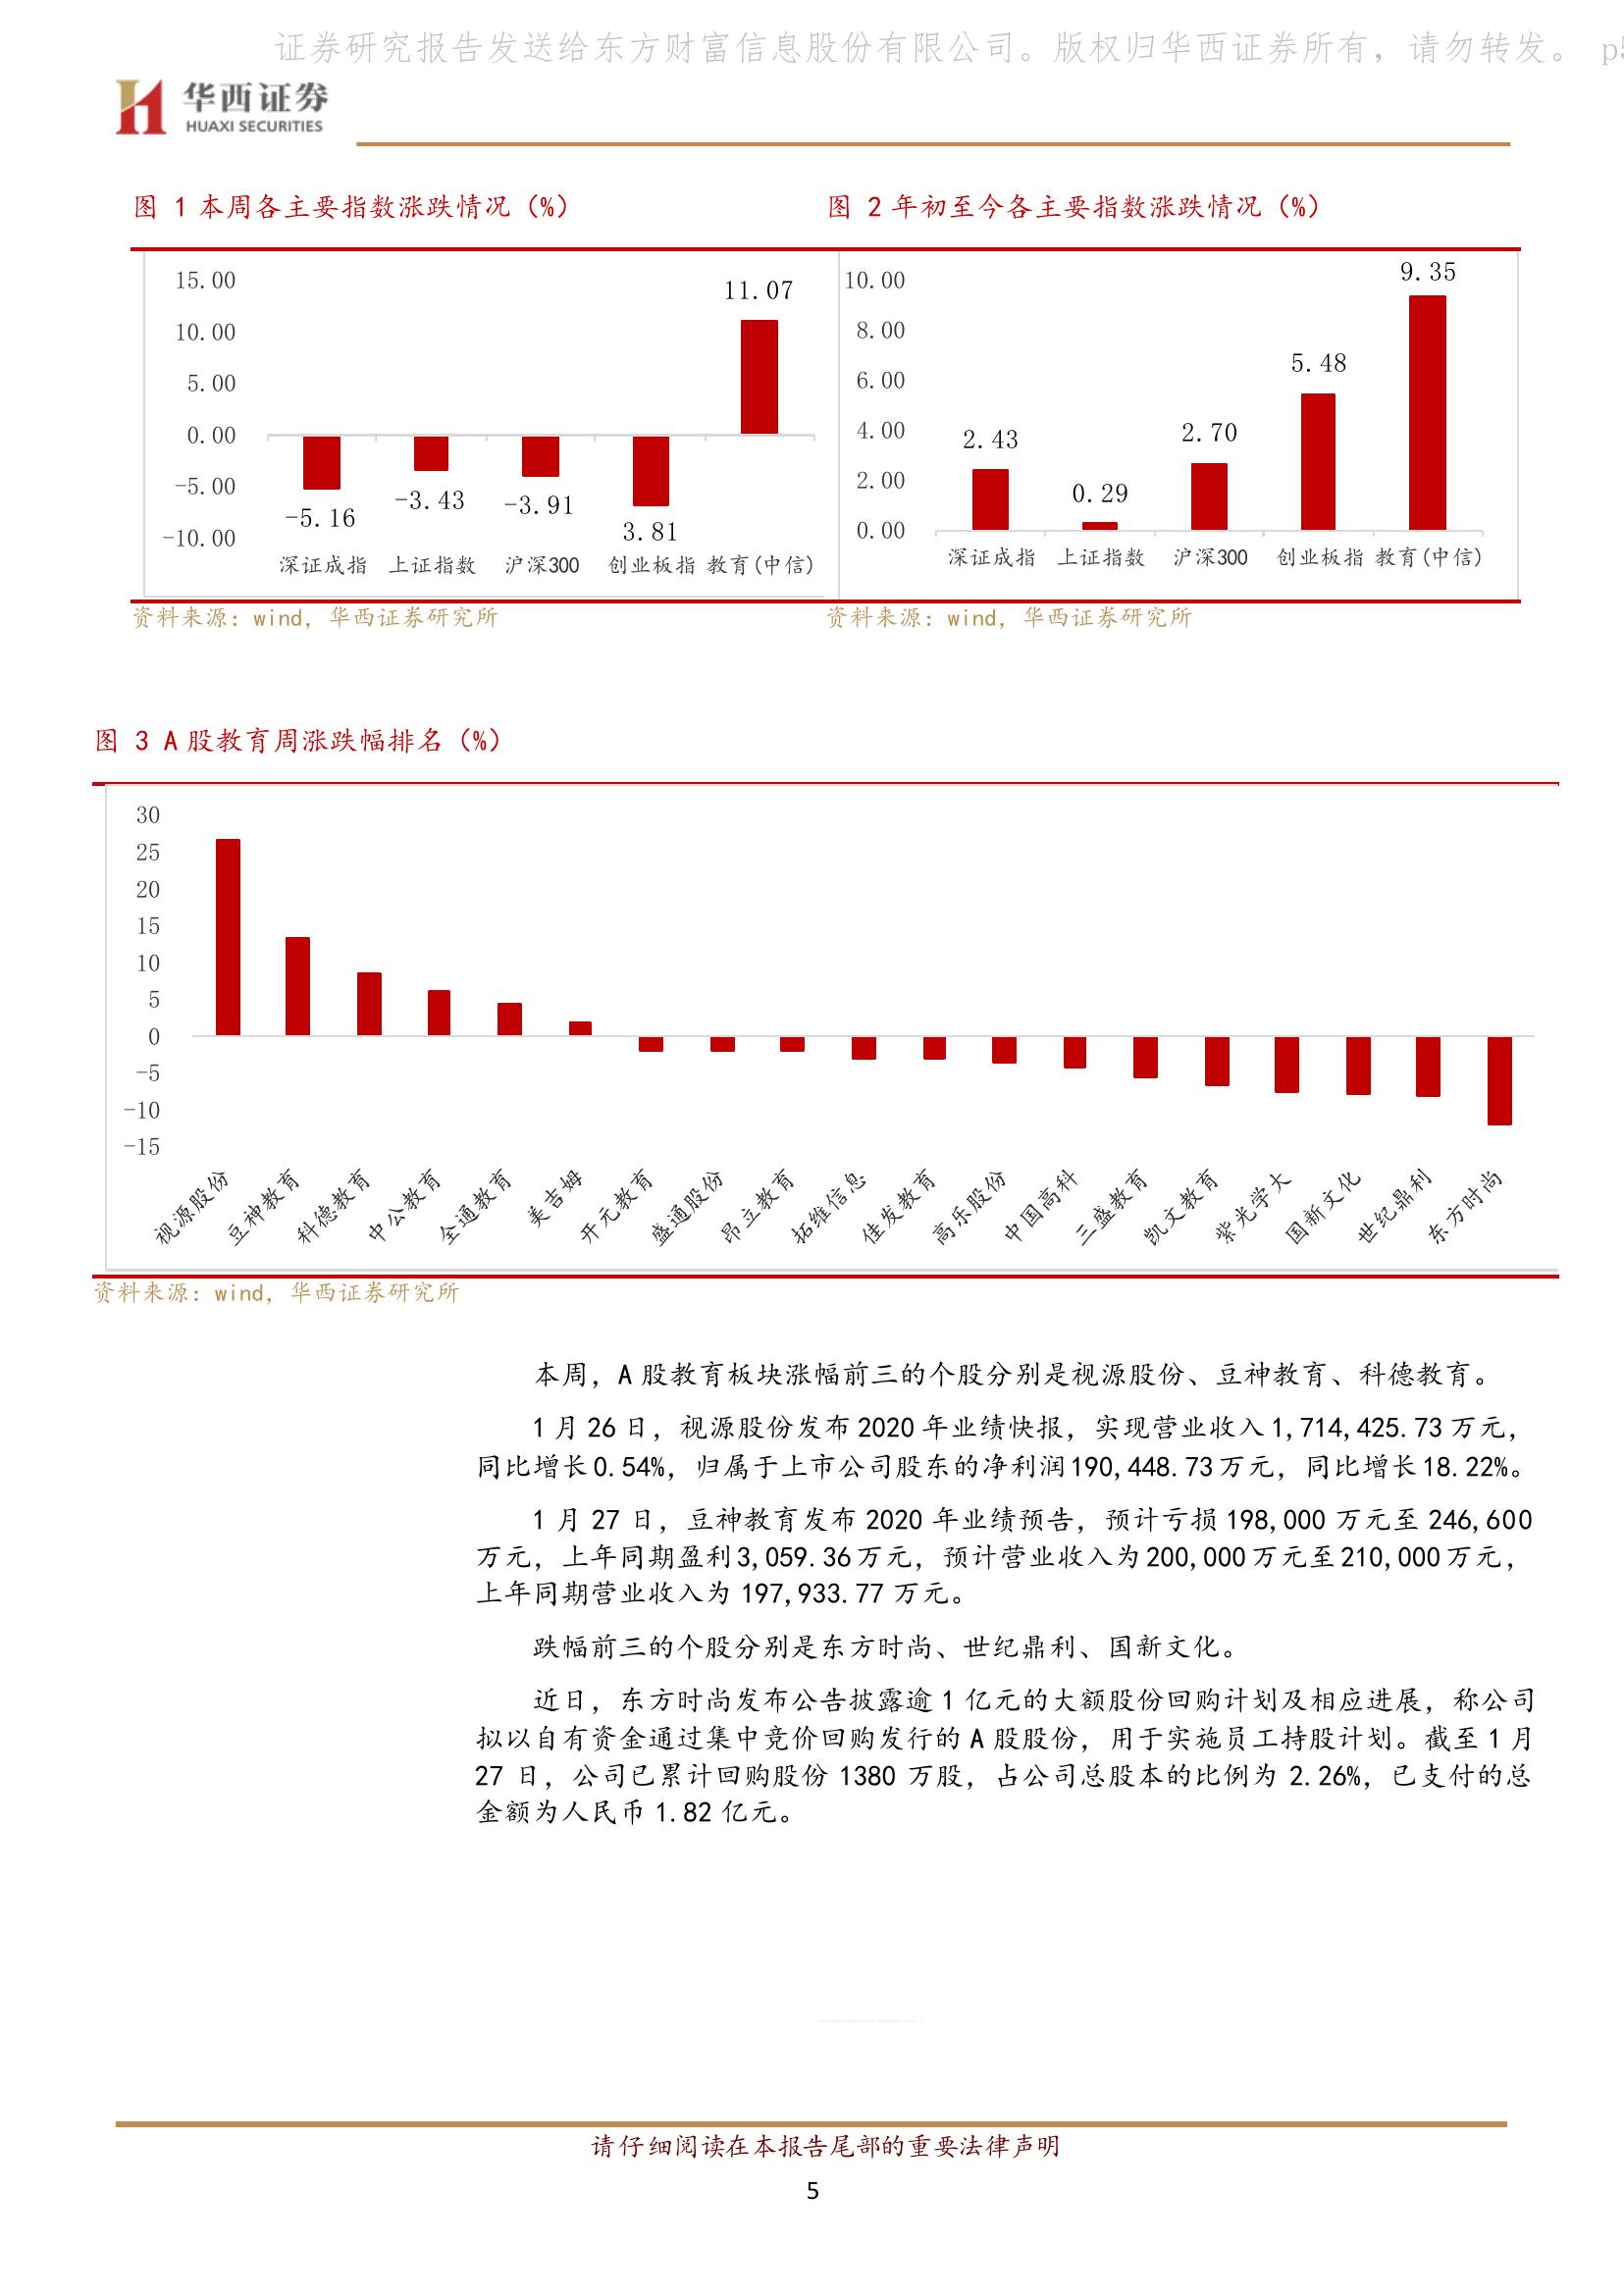 证券研究报告发送给东方财富信息股份有限公司。版权归华西证券所有，请勿转发。 p5
华西证券
HUAXI SECURITIES
图 1 本周各主要指数涨跌情况（%）
15.00
10.00
5.00
0.00
-5.00
-10.00
-5.16
-3.43
-3.91
3.81
11.07
深证成指 上证指数 沪深300 创业板指 教育(中信)
资料来源：wind，华西证券研究所
图 2 年初至今各主要指数涨跌情况（%）
10.00
8.00
6.00
4.00
2.00
0.00
2.43
0.29
2.70
5.48
9.35
深证成指 上证指数 沪深300 创业板指 教育(中信)
资料来源：wind，华西证券研究所
图 3 A 股教育周涨跌幅排名（%）
30
25
20
15
10
5
0
-5
-10
-15
视源股份 豆神教育 科德教育 中公教育 全通教育 美吉姆 开元教育 盛通股份 昂立教育 拓维信息 佳发教育 高乐股份 中国高科 三盛教育 凯文教育 紫光学大 国新文化 世纪鼎利 东方时尚
资料来源：wind，华西证券研究所
本周，A 股教育板块涨幅前三的个股分别是视源股份、豆神教育、科德教育。
1 月 26 日，视源股份发布 2020 年业绩快报，实现营业收入 1,714,425.73 万元，
同比增长 0.54%，归属于上市公司股东的净利润 190,448.73 万元，同比增长 18.22%。
1 月 27 日，豆神教育发布 2020 年业绩预告，预计亏损 198,000 万元至 246,600
万元，上年同期盈利 3,059.36 万元，预计营业收入为 200,000 万元至 210,000 万元，
上年同期营业收入为 197,933.77 万元。
跌幅前三的个股分别是东方时尚、世纪鼎利、国新文化。
近日，东方时尚发布公告披露逾 1 亿元的大额股份回购计划及相应进展，称公司
拟以自有资金通过集中竞价回购发行的 A 股股份，用于实施员工持股计划。截至 1 月
27 日，公司已累计回购股份 1380 万股，占公司总股本的比例为 2.26%，已支付的总
金额为人民币 1.82 亿元。
请仔细阅读在本报告尾部的重要法律声明
5